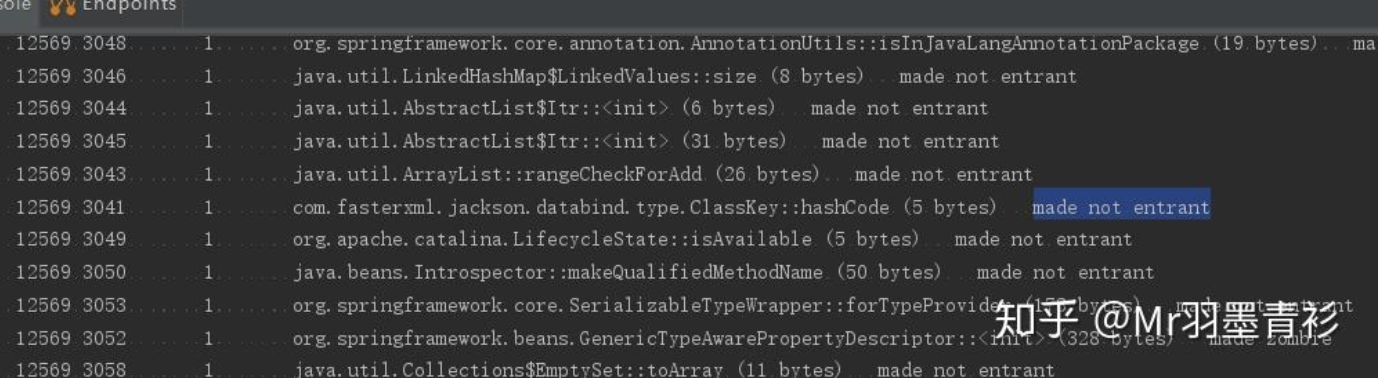 Endpoints
12569 3048 1 org.springframework.core.annotation.AnnotationUtils::isInJavaLangAnnotationPackage (19 bytes) ma
12569 3046 1 java.util.LinkedHashMap$LinkedValues::size (8 bytes) made not entrant
12569 3044 1 java.util.AbstractList$Itr::<init> (6 bytes) made not entrant
12569 3045 1 java.util.AbstractList$Itr::<init> (31 bytes) made not entrant
12569 3043 1 java.util.ArrayList::rangeCheckForAdd (26 bytes) made not entrant
12569 3041 1 com.fasterxml.jackson.databind.type.ClassKey::hashCode (5 bytes) made not entrant
12569 3049 1 org.apache.catalina.LifecycleState::isAvailable (5 bytes) made not entrant
12569 3050 1 java.beans.Introspector::makeQualifiedMethodName (50 bytes) made not entrant
12569 3053 1 org.springframework.core.SerializableTypeWrapper::forTypeProvider bytes) made not entrant
12569 3052 1 org.springframework.beans.GenericTypeAwarePropertyDescriptor::<init> (328 bytes) made zombie
12569 3058 1 java.util.Collections$EmptySet::toArray (11 bytes) made not entrant
知乎 @Mr羽墨青衫